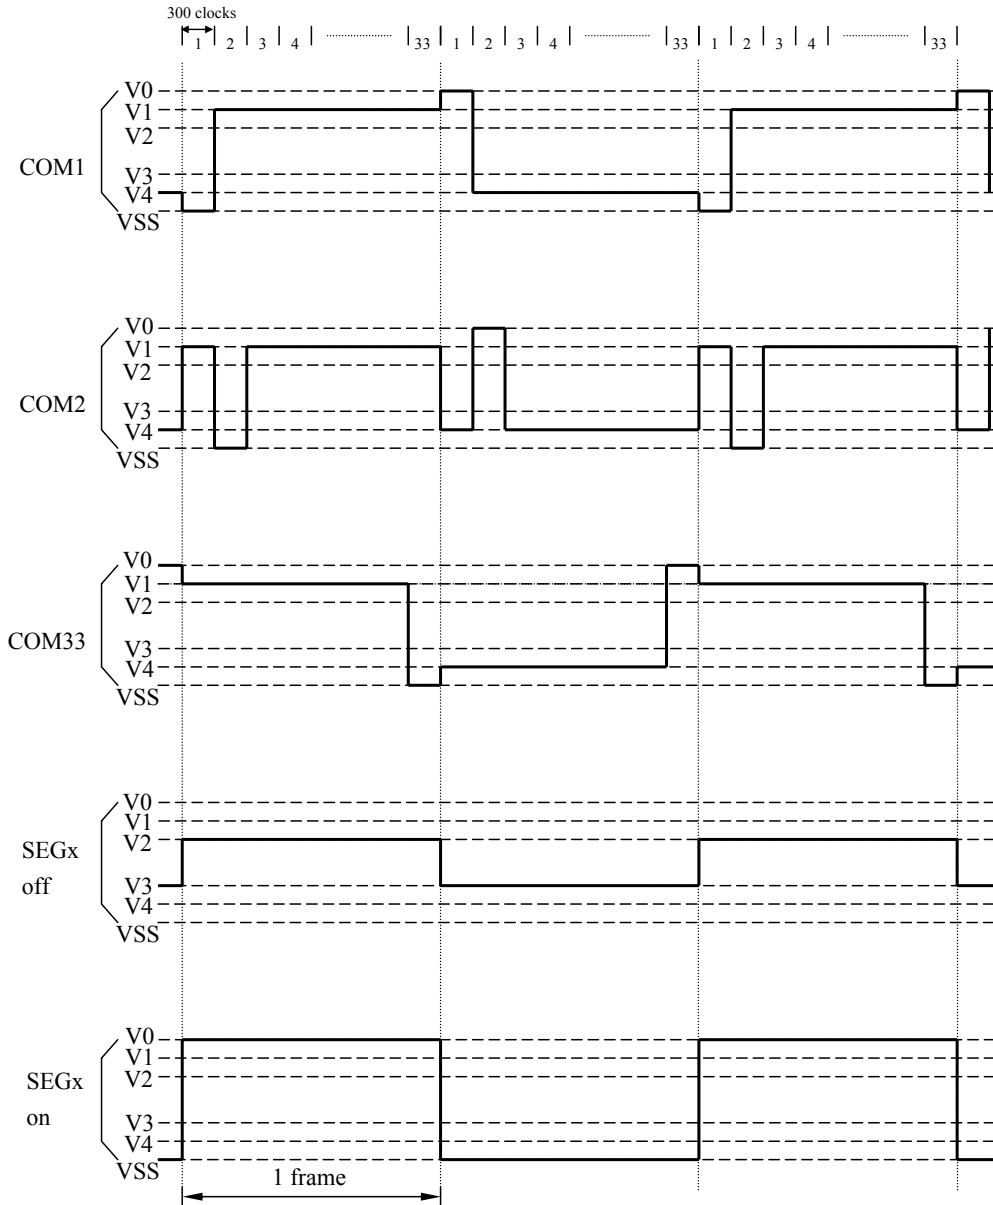 300 clocks
1 2 3 4 33 1 2 3 4 33 1 2 3 4 33
V0
V1
V2
COM1
V3
V4
VSS
V0
V1
V2
COM2
V3
V4
VSS
V0
V1
V2
COM33
V3
V4
VSS
V0
V1
V2
SEGx
off
V3
V4
VSS
V0
V1
V2
SEGx
on
V3
V4
VSS
1 frame